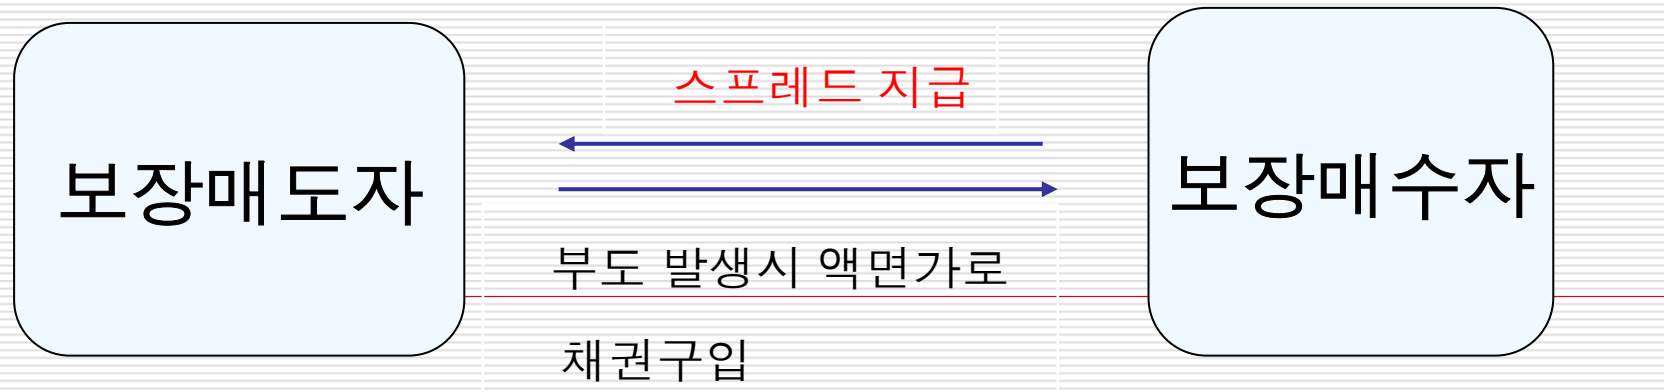 보장매도자
스프레드 지급
보장매수자
부도 발생시 액면가로
채권구입